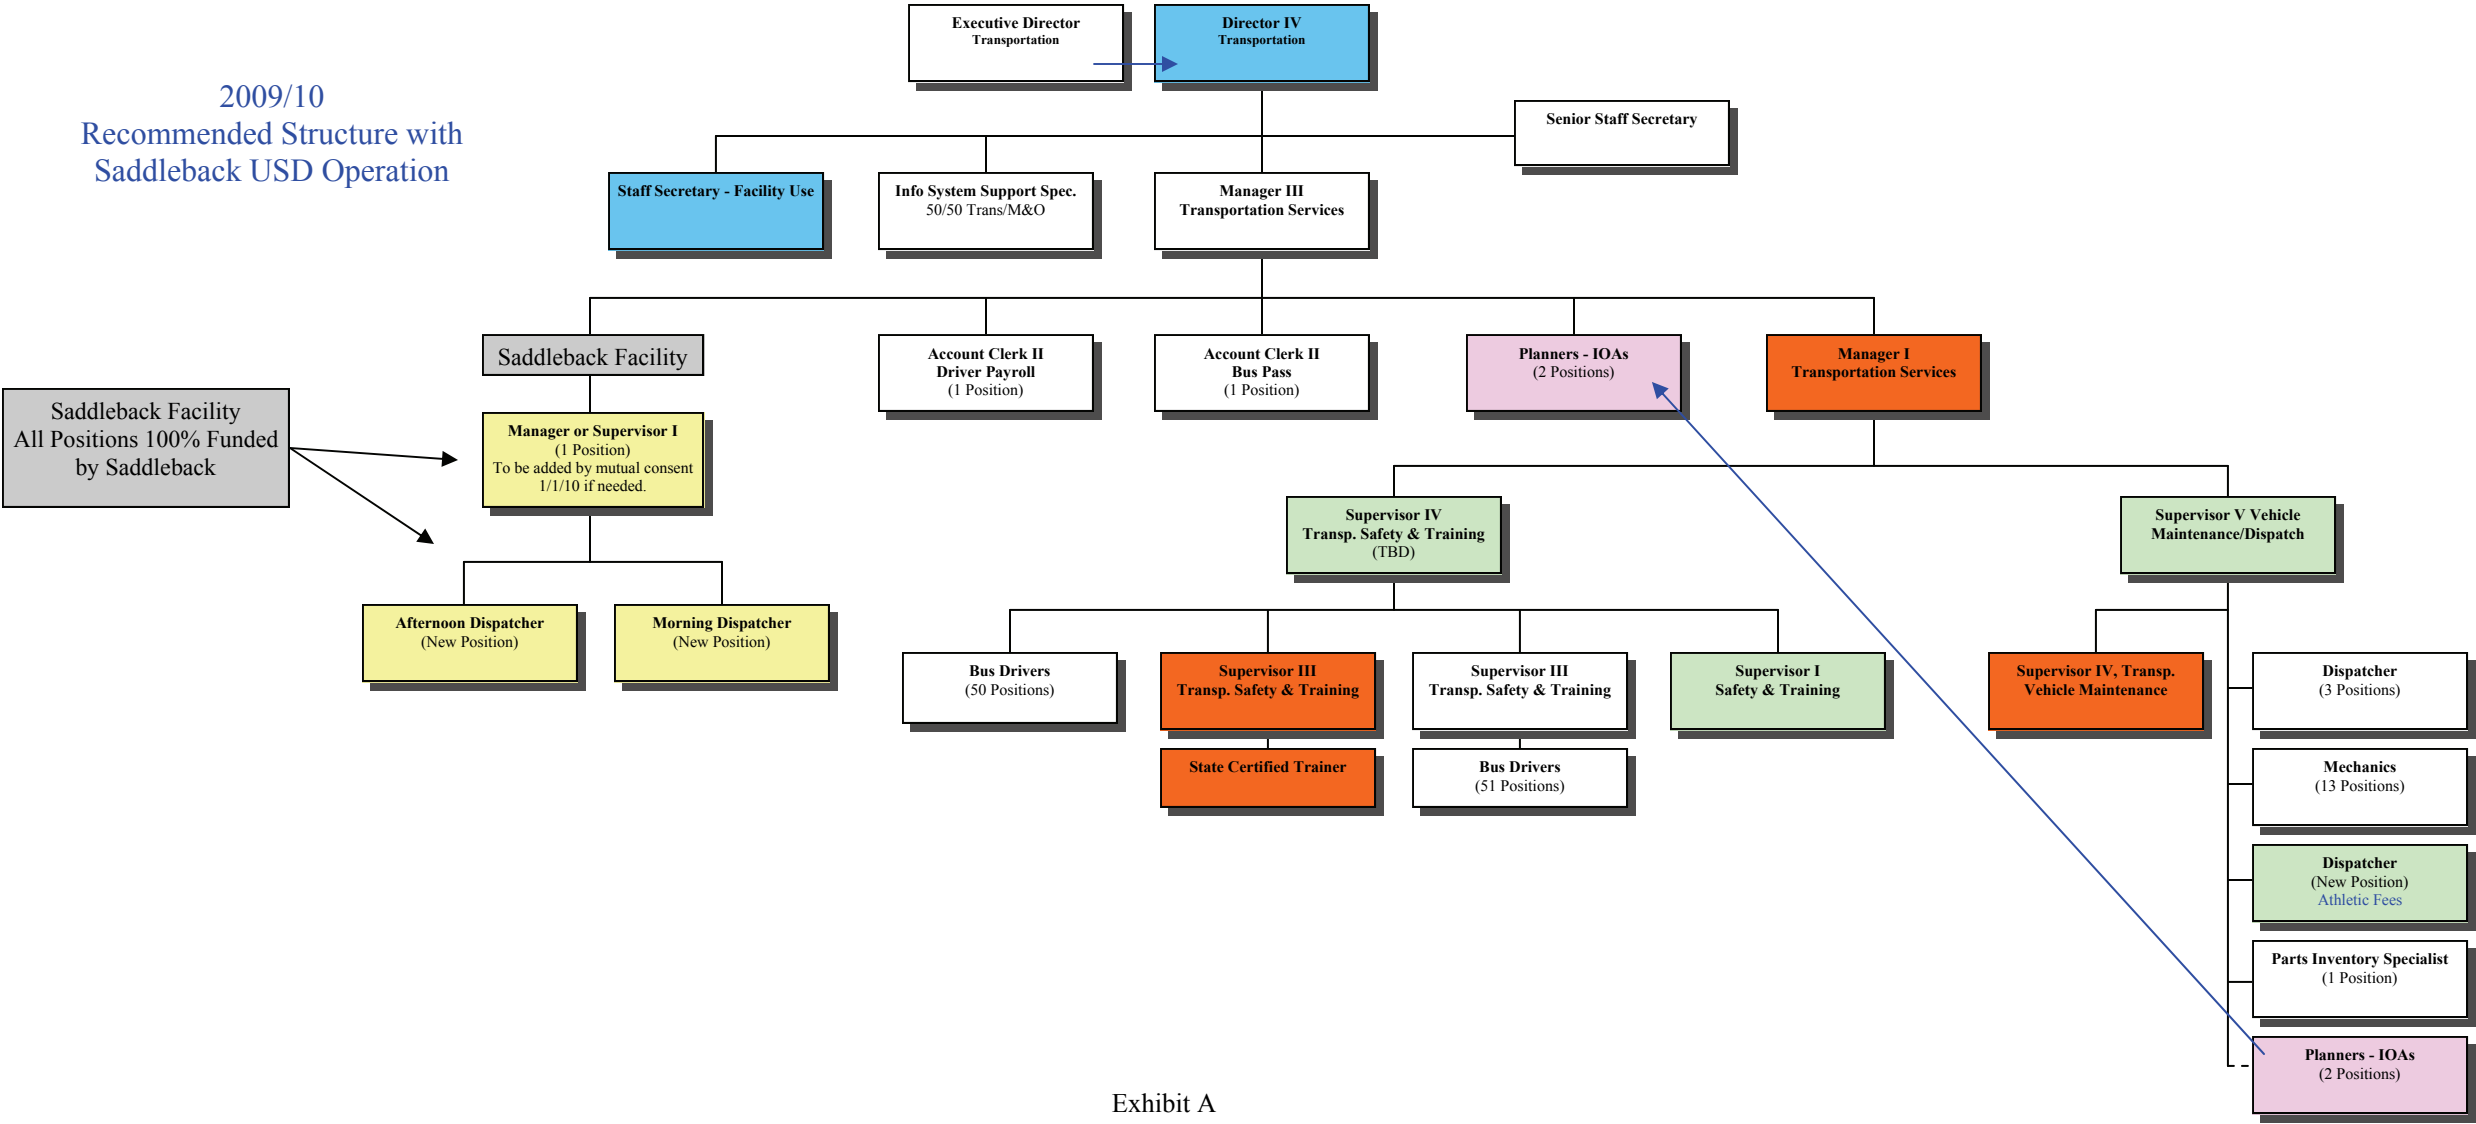 Executive Director
Transportation
Director IV
Transportation
2009/10
Recommended Structure with
Saddleback USD Operation
Senior Staff Secretary
Staff Secretary - Facility Use
Info System Support Spec.
50/50 Trans/M&O
Manager III
Transportation Services
Saddleback Facility
Account Clerk II
Driver Payroll
(1 Position)
Account Clerk II
Bus Pass
(1 Position)
Planners - IOAs
(2 Positions)
Manager I
Transportation Services
Saddleback Facility
All Positions 100% Funded
by Saddleback
Manager or Supervisor I
(1 Position)
To be added by mutual consent
1/1/10 if needed.
Supervisor IV
Transp. Safety & Training
(TBD)
Supervisor V Vehicle
Maintenance/Dispatch
Afternoon Dispatcher
(New Position)
Morning Dispatcher
(New Position)
Bus Drivers
(50 Positions)
Supervisor III
Transp. Safety & Training
Supervisor III
Transp. Safety & Training
Supervisor I
Safety & Training
Supervisor IV, Transp.
Vehicle Maintenance
Dispatcher
(3 Positions)
State Certified Trainer
Bus Drivers
(51 Positions)
Mechanics
(13 Positions)
Dispatcher
(New Position)
Athletic Fees
Parts Inventory Specialist
(1 Position)
Planners - IOAs
(2 Positions)
Exhibit A